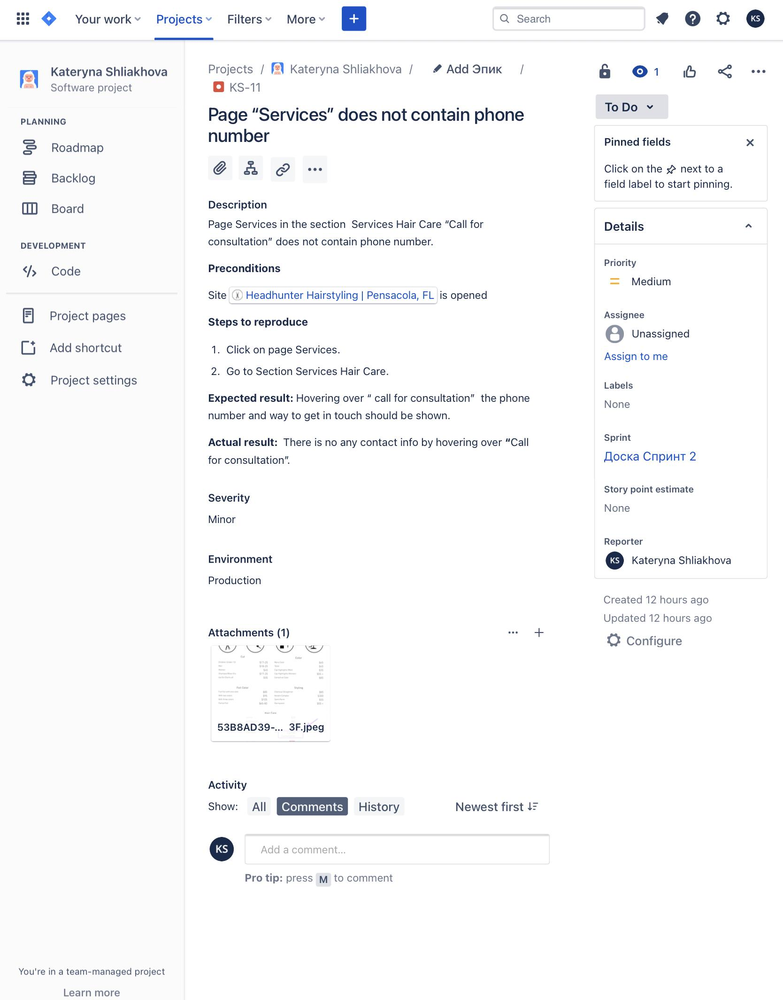 Your work
Projects
Filters
More
Search
KS
Kateryna Shliakhova
Software project
PLANNING
Roadmap
Backlog
Board
DEVELOPMENT
Code
Project pages
Add shortcut
Project settings
You're in a team-managed project
Learn more
Projects / Kateryna Shliakhova / Add Эпик /
KS-11
Page “Services” does not contain phone
number
Description
Page Services in the section Services Hair Care “Call for
consultation” does not contain phone number.
Preconditions
Site Headhunter Hairstyling | Pensacola, FL is opened
Steps to reproduce
1. Click on page Services.
2. Go to Section Services Hair Care.
Expected result: Hovering over “ call for consultation” the phone
number and way to get in touch should be shown.
Actual result: There is no any contact info by hovering over “Call
for consultation”.
Severity
Minor
Environment
Production
Attachments (1)
Cut
Color
Foil Color
Styling
Hair Care
53B8AD39-... 3F.jpeg
Activity
Show: All Comments History Newest first
KS
Add a comment...
Pro tip: press M to comment
1
To Do
Pinned fields
Click on the next to a
field label to start pinning.
Details
Priority
Medium
Assignee
Unassigned
Assign to me
Labels
None
Sprint
Доска Спринт 2
Story point estimate
None
Reporter
KS Kateryna Shliakhova
Created 12 hours ago
Updated 12 hours ago
Configure